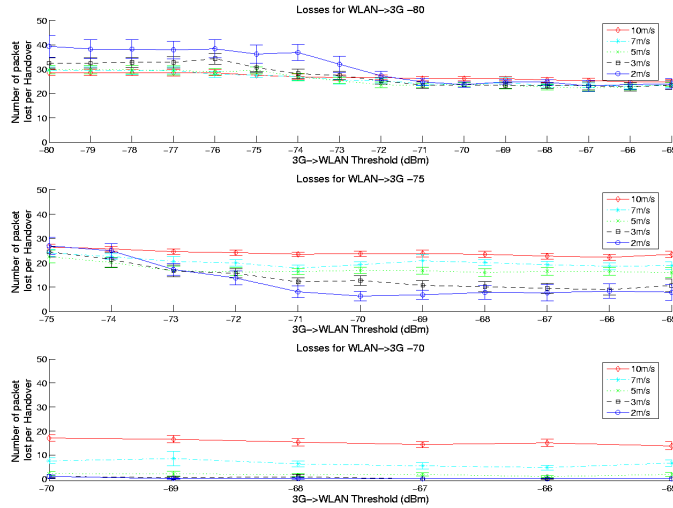 Losses for WLAN->3G -80
Number of packet
lost per Handover
50
40
30
20
10
0
-80
-79
-78
-77
-76
-75
-74
-73
-72
-71
-70
-69
-68
-67
-66
-65
3G->WLAN Threshold (dBm)
10m/s
7m/s
5m/s
3m/s
2m/s
Losses for WLAN->3G -75
Number of packet
lost per Handover
50
40
30
20
10
0
-75
-74
-73
-72
-71
-70
-69
-68
-67
-66
-65
3G->WLAN Threshold (dBm)
10m/s
7m/s
5m/s
3m/s
2m/s
Losses for WLAN->3G -70
Number of packet
lost per Handover
50
40
30
20
10
0
-70
-69
-68
-67
-66
-65
3G->WLAN Threshold (dBm)
10m/s
7m/s
5m/s
3m/s
2m/s